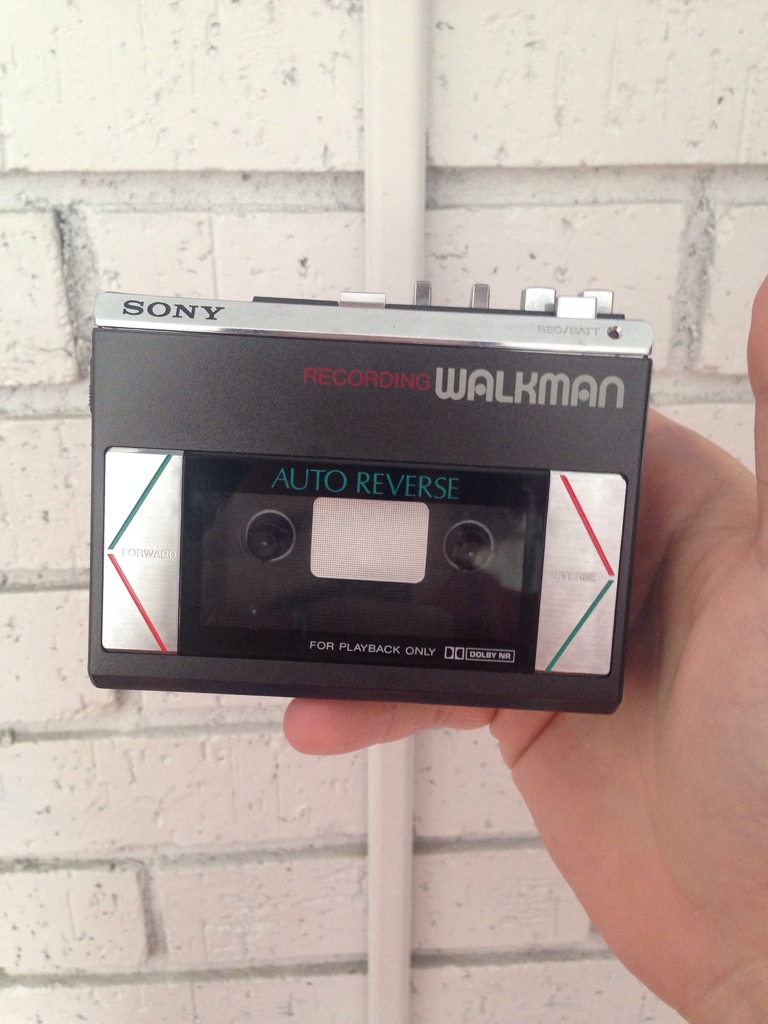 SONY
REC/BATT
RECORDING WALKMAN
AUTO REVERSE
FORWARD
REVERSE
FOR PLAYBACK ONLY DOLBY NR